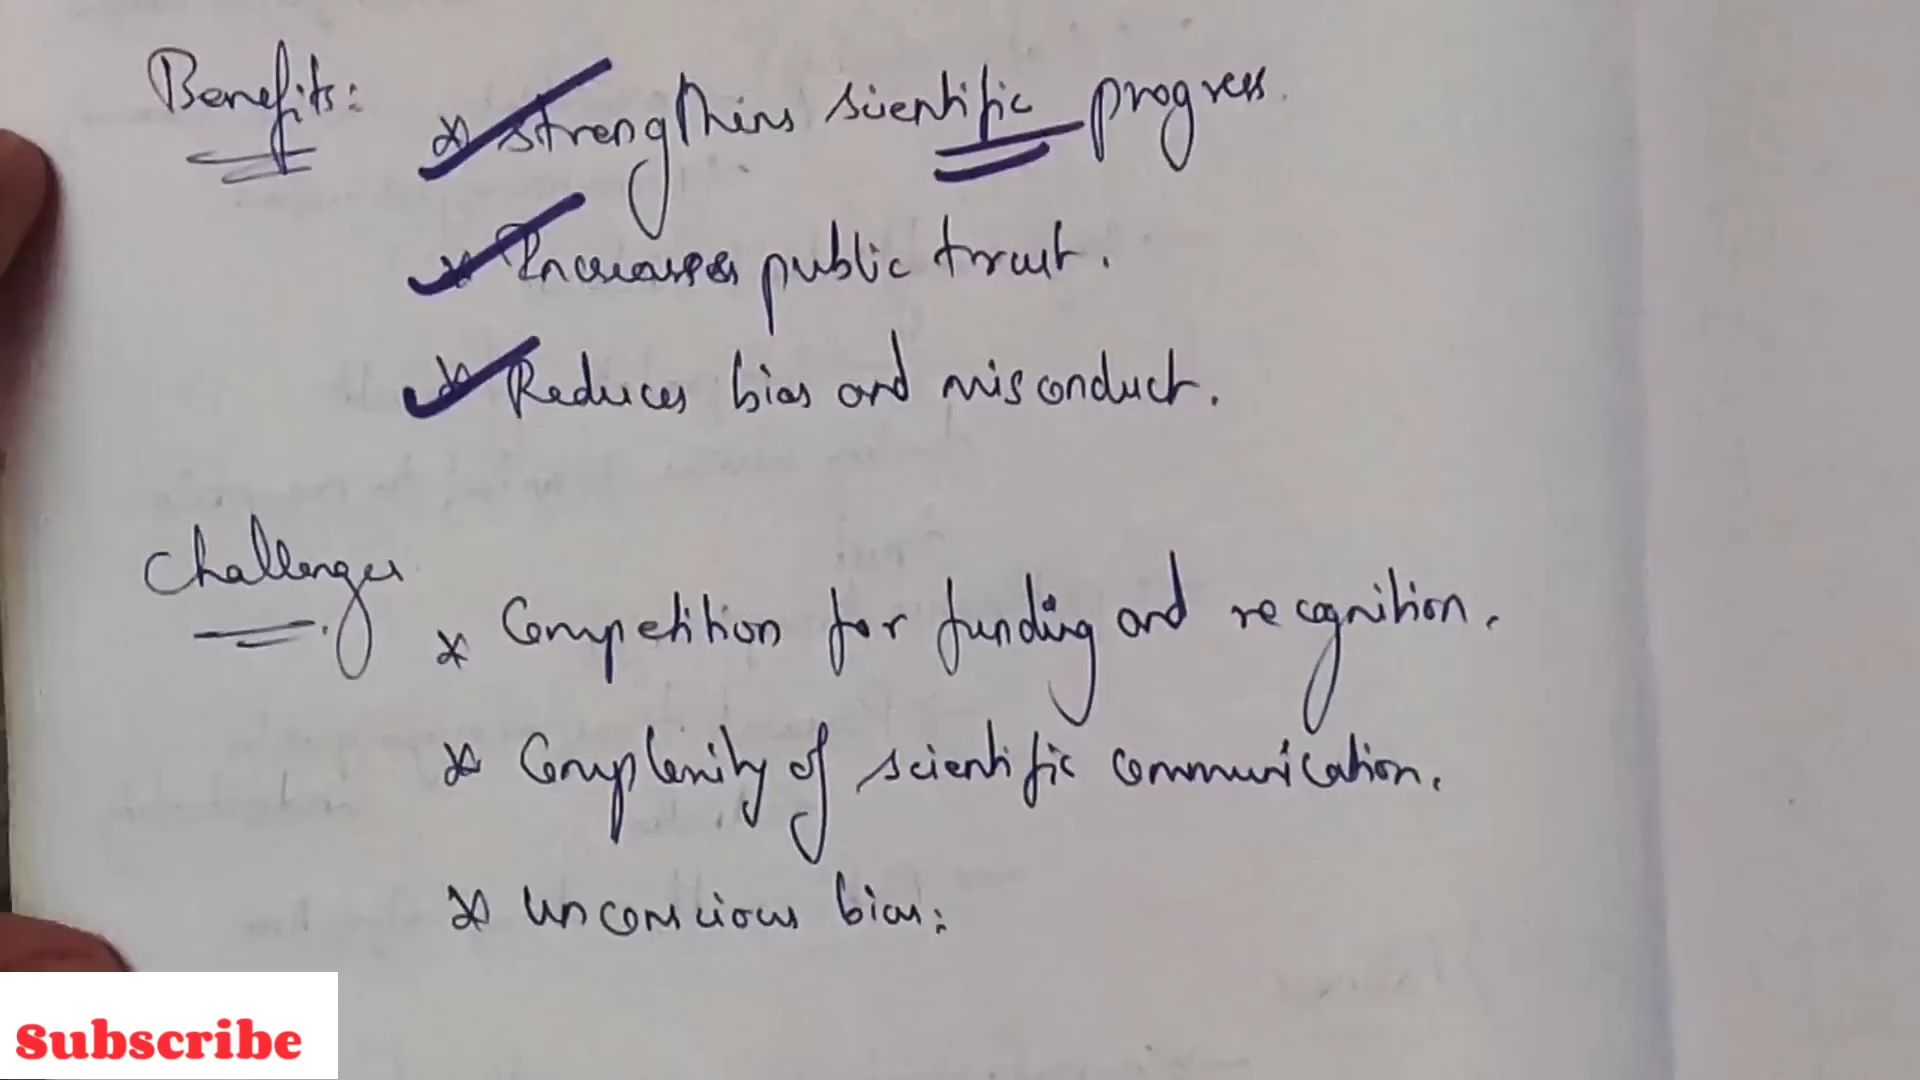 Benefits:
* Strengthens scientific progress.
* Increases public trust.
* Reduces bias and misconduct.
Challenges
* Competition for funding and recognition.
* Complexity of scientific communication.
* Unconscious bias.
Subscribe